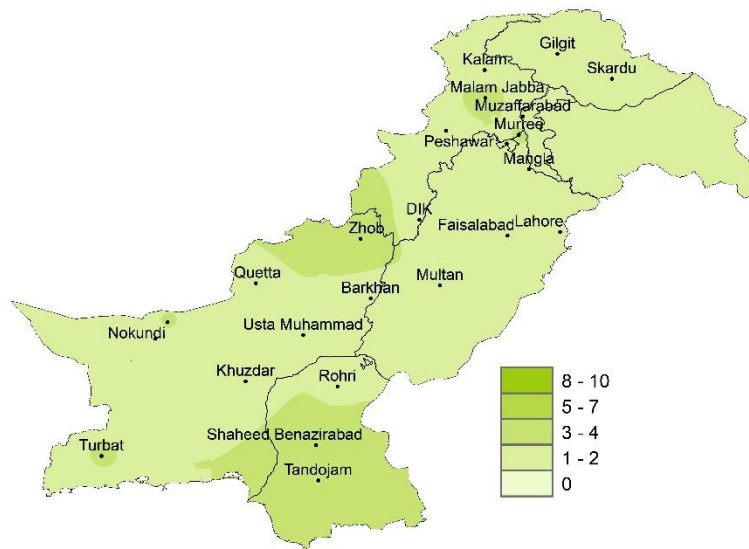 Gilgit
Kalam
Skardu
Malam Jabba
Muzaffarabad
Murree
Peshawar
Mangla
DIK
Faisalabad
Lahore
Zhob
Quetta
Multan
Barkhan
Nokundi
Usta Muhammad
Khuzdar
Rohri
Shaheed Benazirabad
Turbat
Tandojam
8 - 10
5 - 7
3 - 4
1 - 2
0